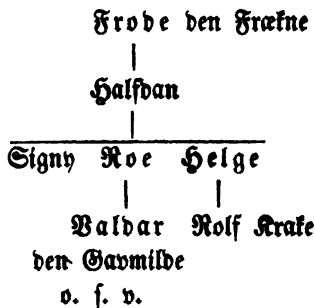 Frode den Frækne
Halfdan
Signy Roe Helge
Valdar Rolf Krake
den Gavmilde
o. s. v.